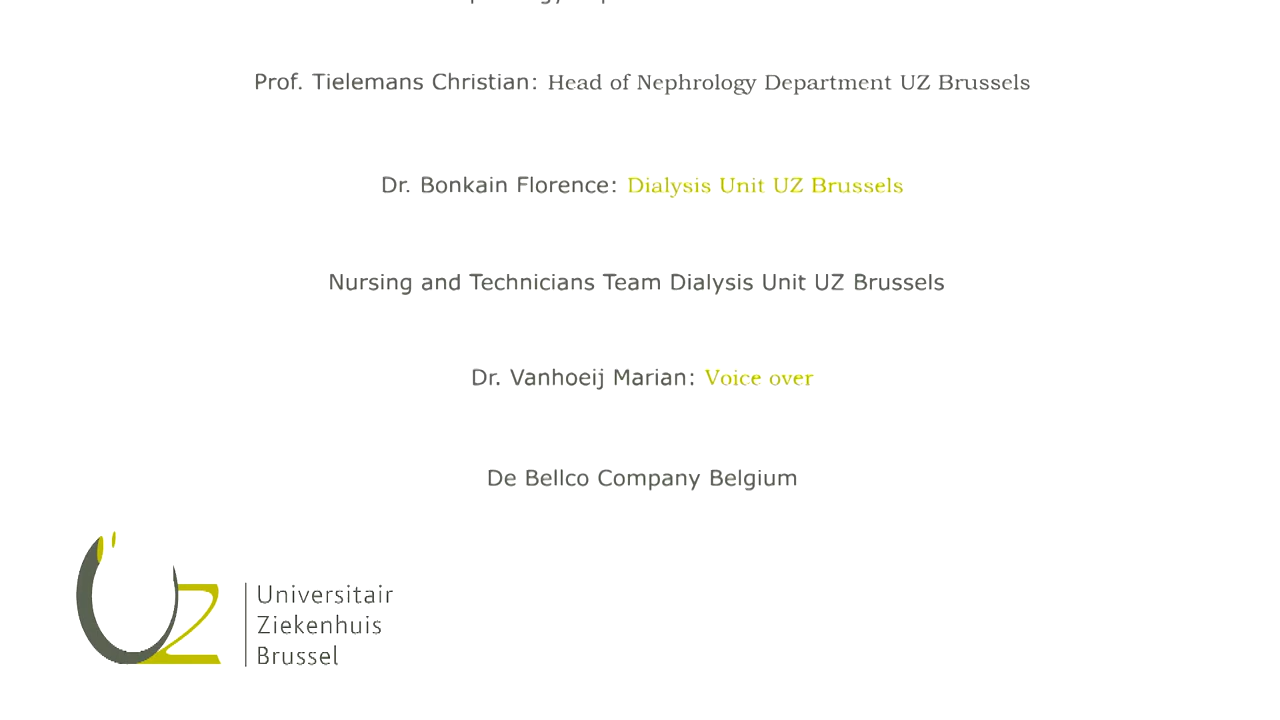 Prof. Tielemans Christian: Head of Nephrology Department UZ Brussels
Dr. Bonkain Florence: Dialysis Unit UZ Brussels
Nursing and Technicians Team Dialysis Unit UZ Brussels
Dr. Vanhoeij Marian: Voice over
De Bellco Company Belgium
UZ
Universitair
Ziekenhuis
Brussel